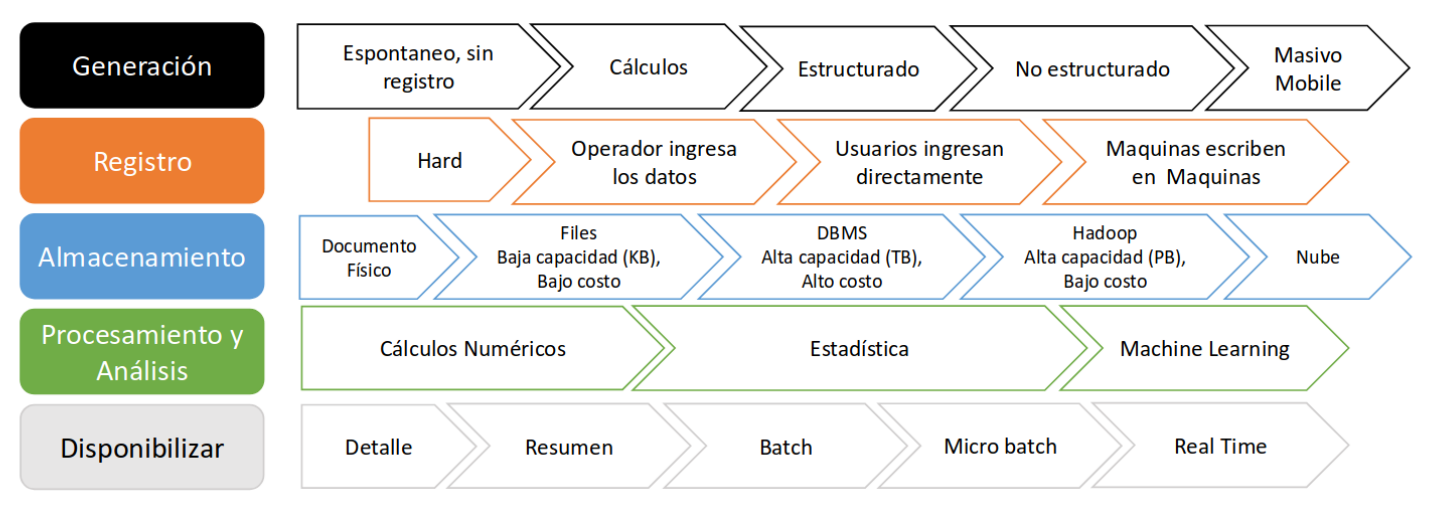 Generación
Espontaneo, sin
registro
Cálculos
Estructurado
No estructurado
Masivo
Mobile
Registro
Hard
Operador ingresa
los datos
Usuarios ingresan
directamente
Maquinas escriben
en Maquinas
Almacenamiento
Documento
Físico
Files
Baja capacidad (KB),
Bajo costo
DBMS
Alta capacidad (TB),
Alto costo
Hadoop
Alta capacidad (PB),
Bajo costo
Nube
Procesamiento y
Análisis
Cálculos Numéricos
Estadística
Machine Learning
Disponibilizar
Detalle
Resumen
Batch
Micro batch
Real Time